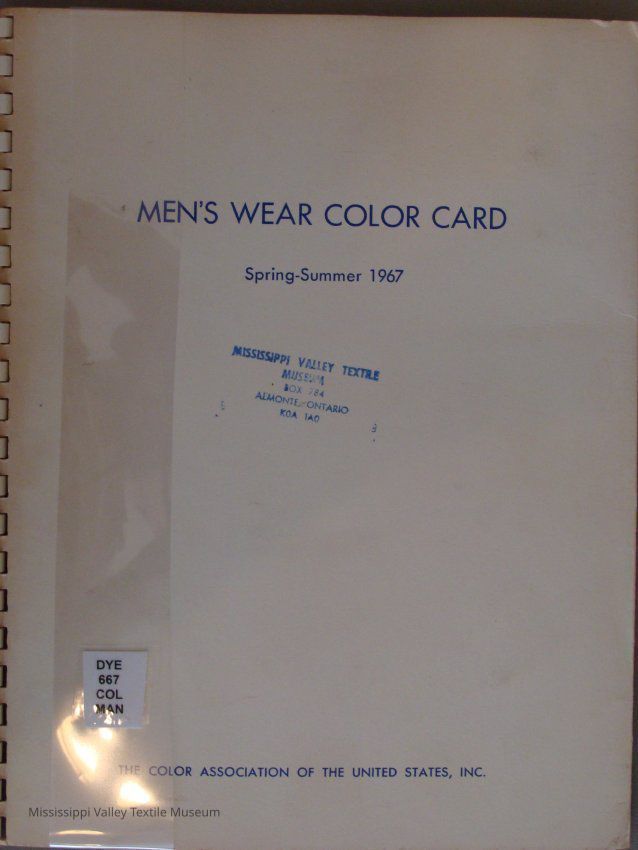 MEN'S WEAR COLOR CARD
Spring-Summer 1967
MISSISSIPPI VALLEY TEXTILE
MUSEUM
BOX 784
ALMONTE, ONTARIO
K0A 1A0
DYE
667
COL
MAN
THE COLOR ASSOCIATION OF THE UNITED STATES, INC.
Mississippi Valley Textile Museum